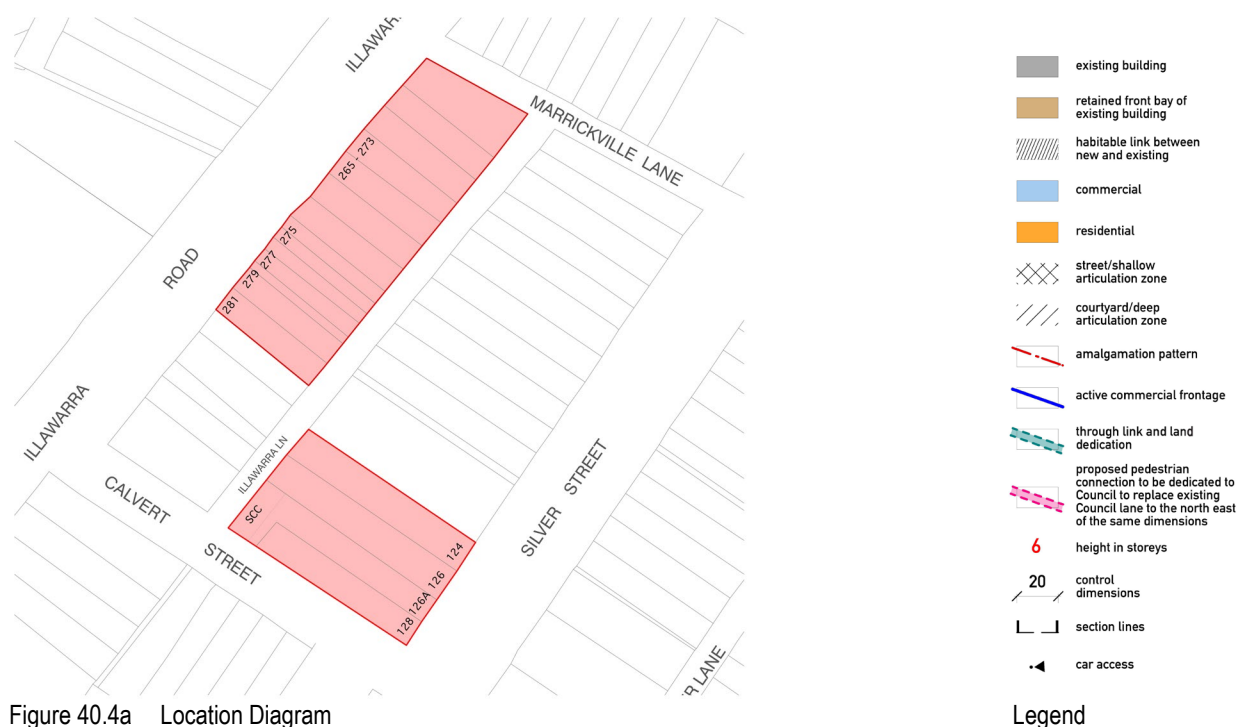 ILLAWARR
MARRICKVILLE LANE
265 - 273
275
277
279
281
ROAD
ILLAWARRA
ILLAWARRA LN
CALVERT
STREET
SCC
124
126
126A
128
SILVER STREET
R LANE
existing building
retained front bay of
existing building
habitable link between
new and existing
commercial
residential
street/shallow
articulation zone
courtyard/deep
articulation zone
amalgamation pattern
active commercial frontage
through link and land
dedication
proposed pedestrian
connection to be dedicated to
Council to replace existing
Council lane to the north east
of the same dimensions
6 height in storeys
20 control
dimensions
section lines
car access
Figure 40.4a Location Diagram
Legend